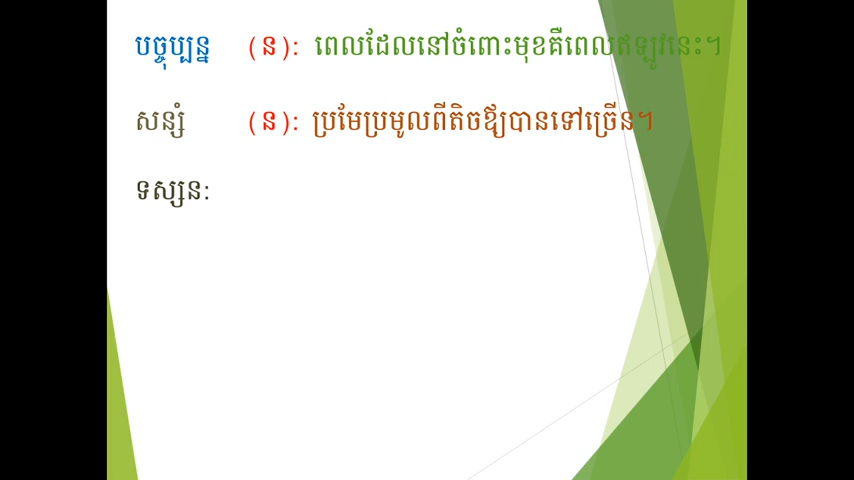 បច្ចុប្បន្ន (ន): ពេលដែលនៅចំពោះមុខគឺពេលឥឡូវនេះ។
សន្សំ (ន): ប្រមែប្រមូលពីតិចឪ្យបានទៅច្រើន។
ទស្សន: